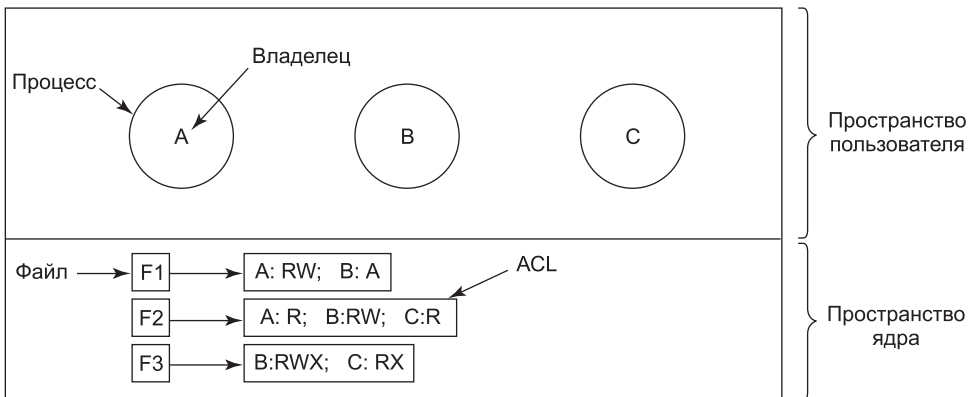 Владелец
Процесс
A
B
C
Пространство
пользователя
Файл
F1
A: RW; B: A
ACL
F2
A: R; B:RW; C:R
F3
B:RWX; C: RX
Пространство
ядра